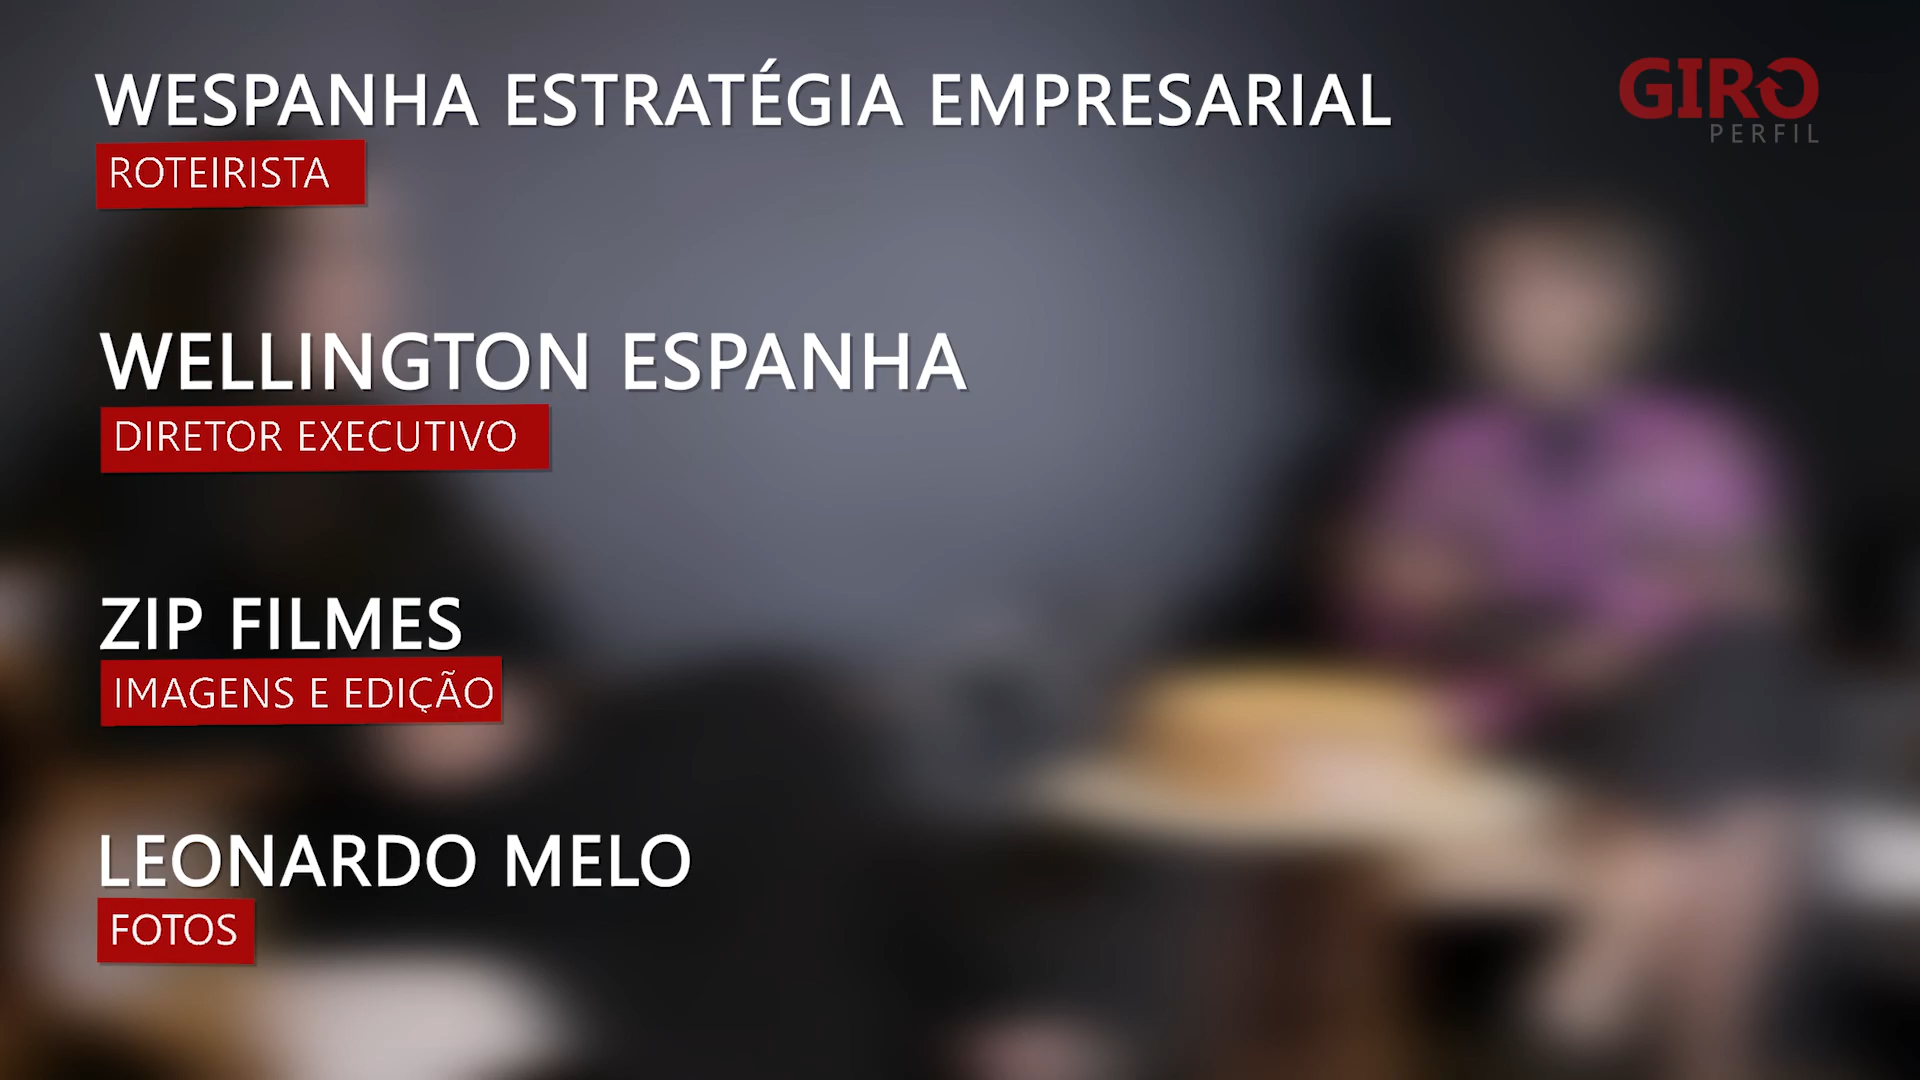 WESPANHA ESTRATÉGIA EMPRESARIAL
ROTEIRISTA
GIRO
PERFIL
WELLINGTON ESPANHA
DIRETOR EXECUTIVO
ZIP FILMES
IMAGENS E EDIÇÃO
LEONARDO MELO
FOTOS